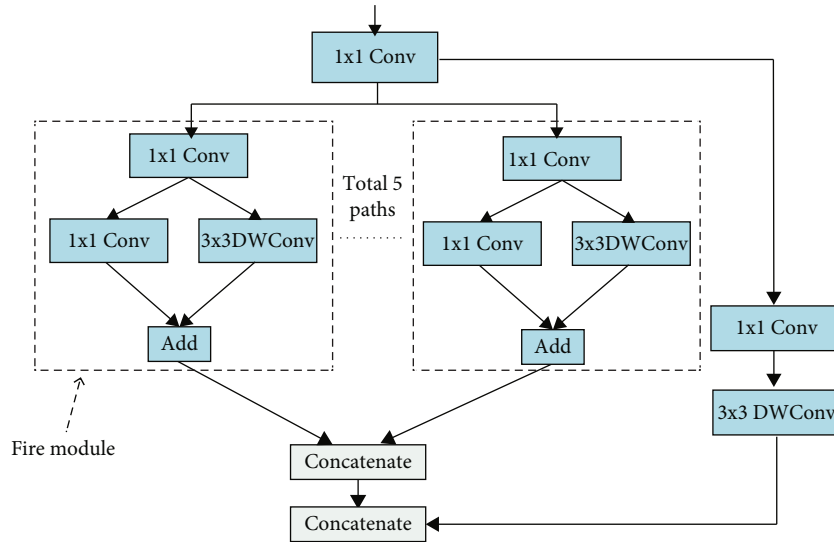 1x1 Conv
1x1 Conv
1x1 Conv
3x3DWConv
Add
Total 5
paths
1x1 Conv
1x1 Conv
3x3DWConv
Add
1x1 Conv
3x3 DWConv
Fire module
Concatenate
Concatenate